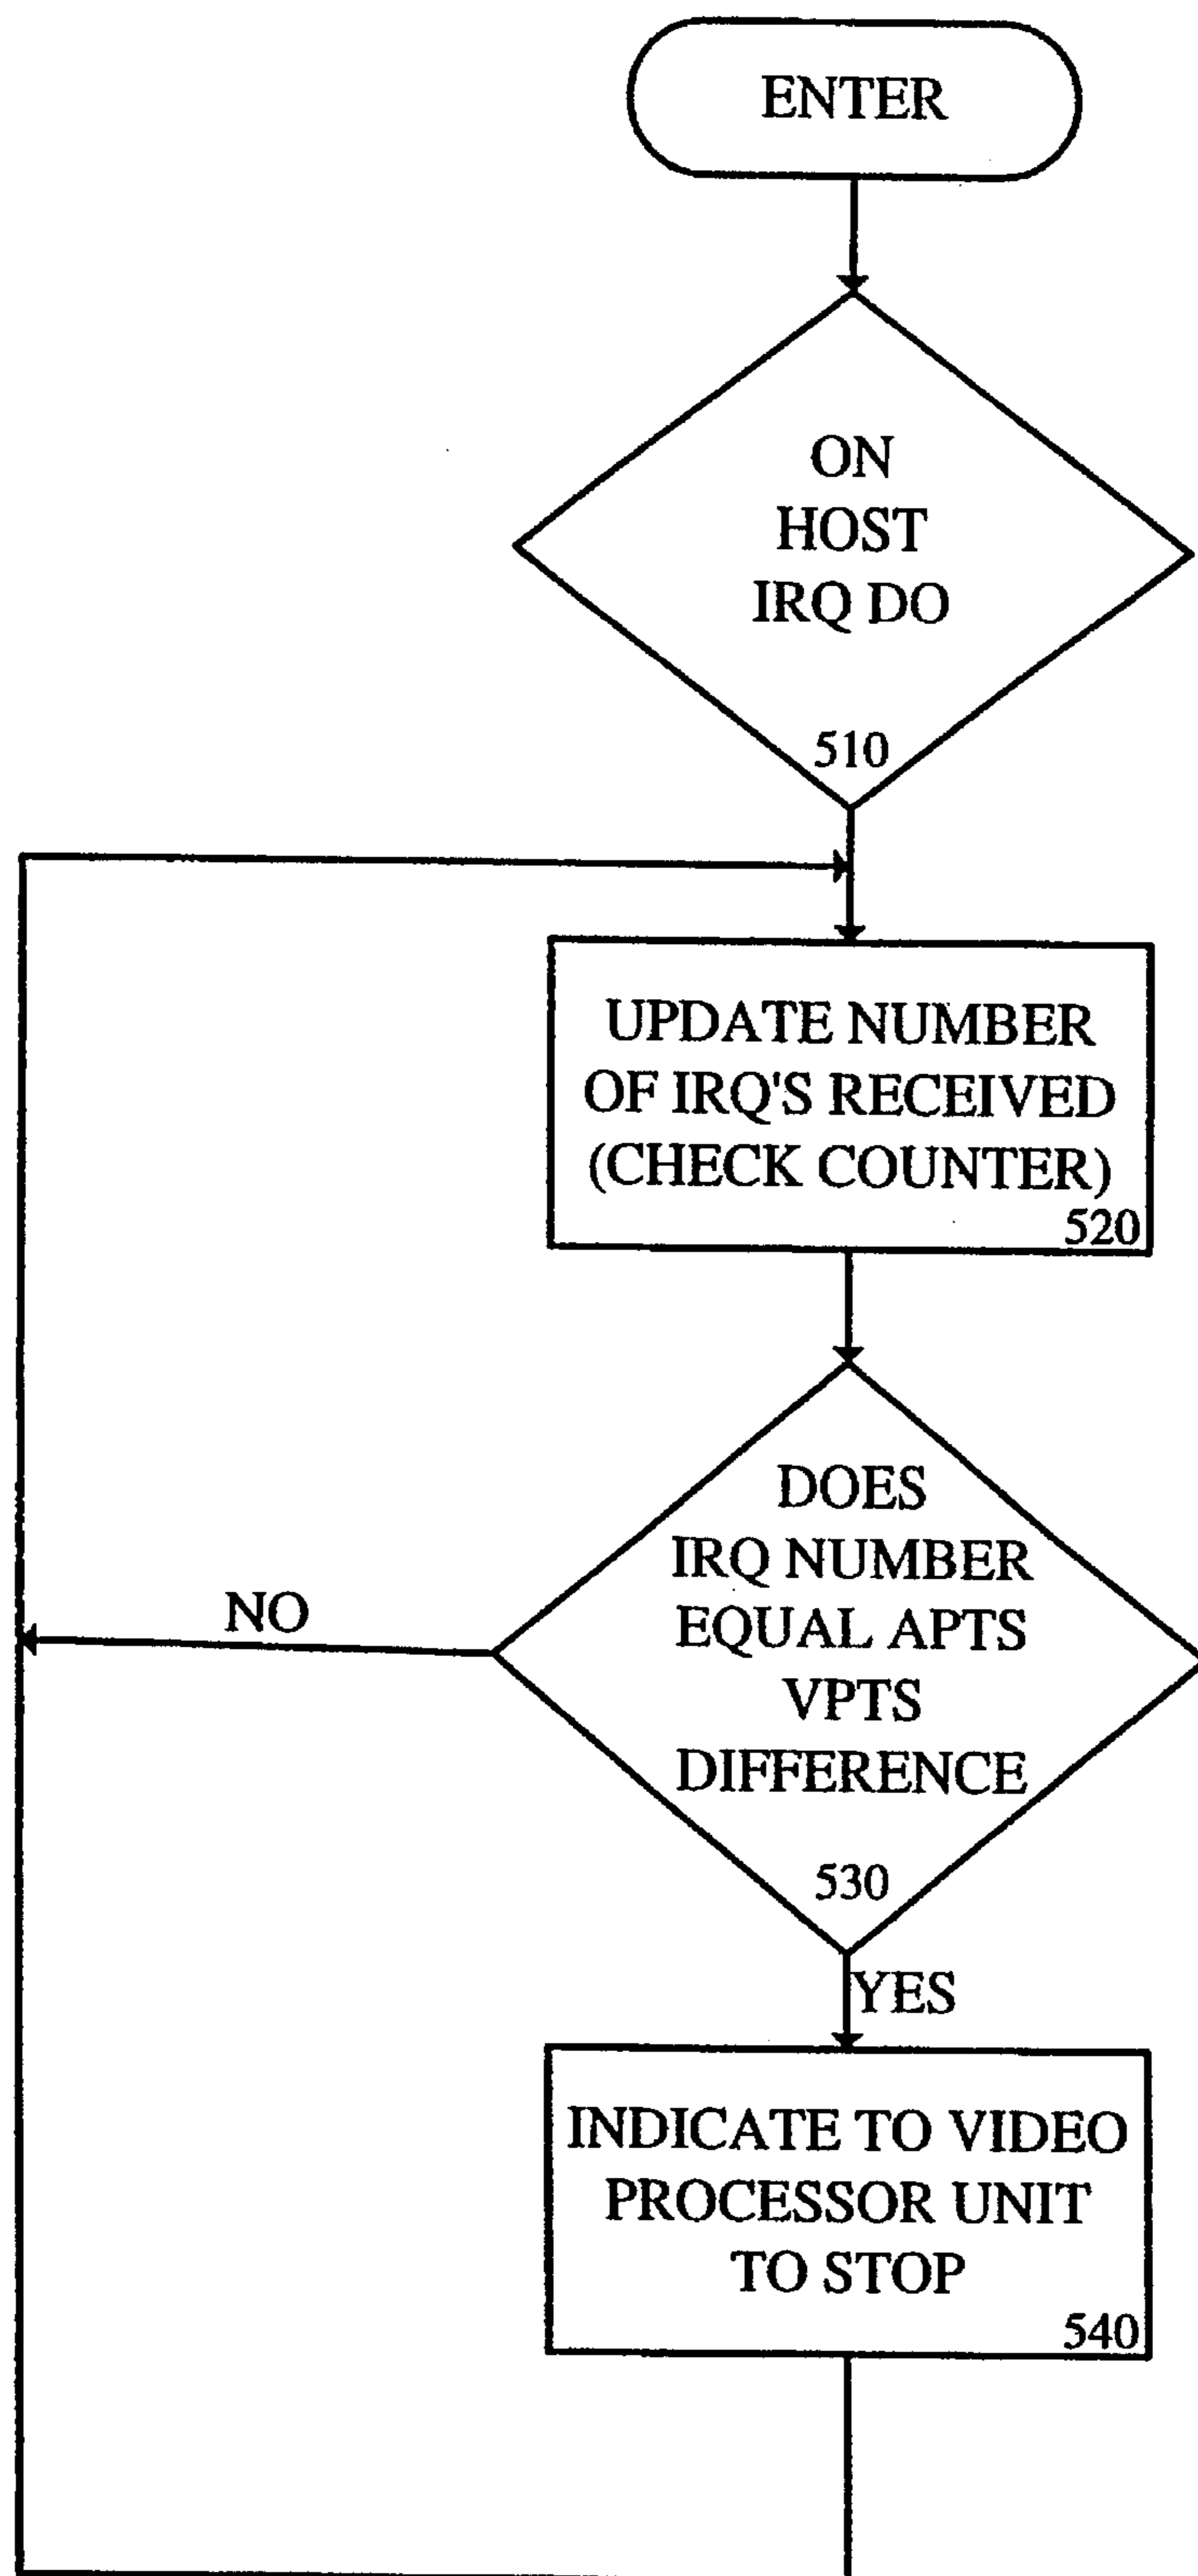 ENTER
ON
HOST
IRQ DO
510
UPDATE NUMBER
OF IRQ'S RECEIVED
(CHECK COUNTER)
520
DOES
IRQ NUMBER
EQUAL APTS
VPTS
DIFFERENCE
530
NO
YES
INDICATE TO VIDEO
PROCESSOR UNIT
TO STOP
540